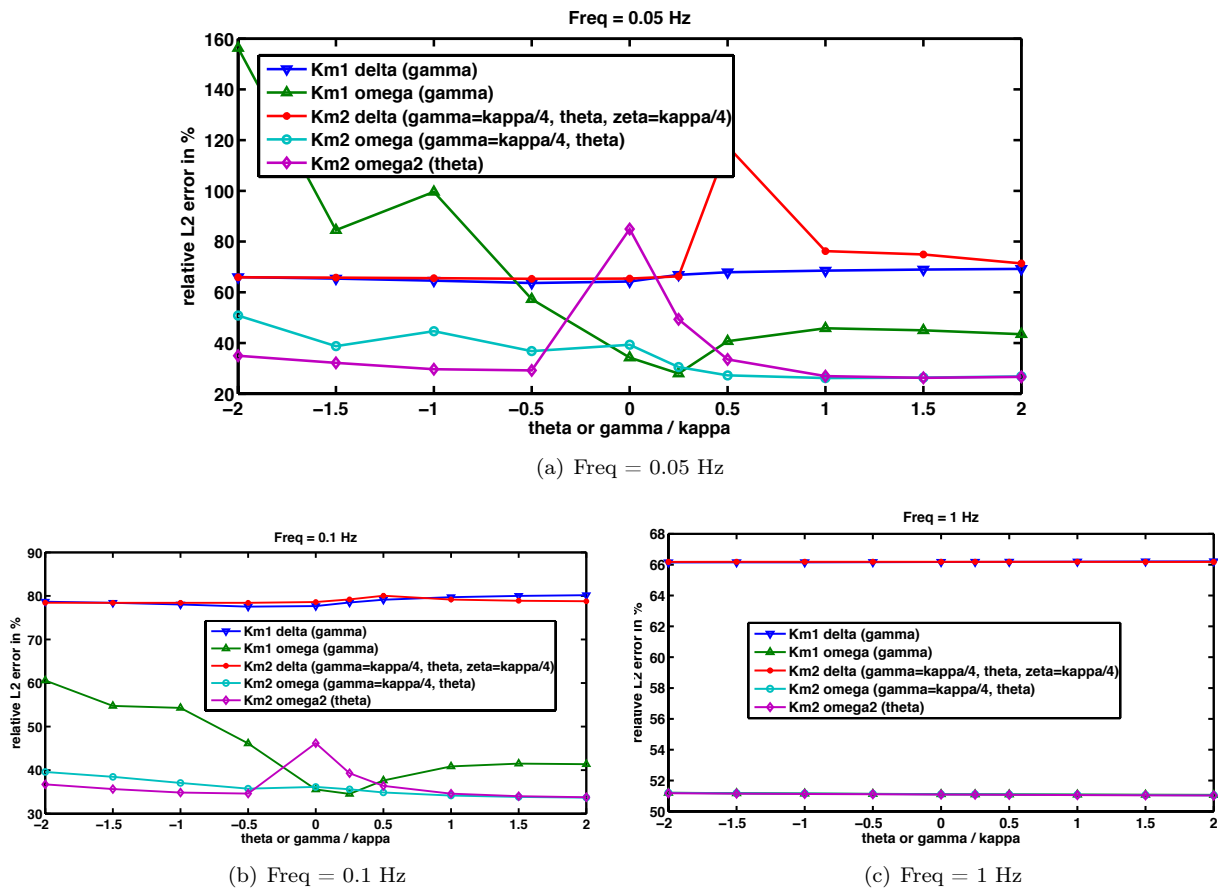 Freq = 0.05 Hz
160
140
120
100
80
60
40
20
relative L2 error in %
Km1 delta (gamma)
Km1 omega (gamma)
Km2 delta (gamma=kappa/4, theta, zeta=kappa/4)
Km2 omega (gamma=kappa/4, theta)
Km2 omega2 (theta)
−2 −1.5 −1 −0.5 0 0.5 1 1.5 2
theta or gamma / kappa
(a) Freq = 0.05 Hz
Freq = 0.1 Hz
90
80
70
60
50
40
30
relative L2 error in %
Km1 delta (gamma)
Km1 omega (gamma)
Km2 delta (gamma=kappa/4, theta, zeta=kappa/4)
Km2 omega (gamma=kappa/4, theta)
Km2 omega2 (theta)
−2 −1.5 −1 −0.5 0 0.5 1 1.5 2
theta or gamma / kappa
(b) Freq = 0.1 Hz
Freq = 1 Hz
68
66
64
62
60
58
56
54
52
50
relative L2 error in %
Km1 delta (gamma)
Km1 omega (gamma)
Km2 delta (gamma=kappa/4, theta, zeta=kappa/4)
Km2 omega (gamma=kappa/4, theta)
Km2 omega2 (theta)
−2 −1.5 −1 −0.5 0 0.5 1 1.5 2
theta or gamma / kappa
(c) Freq = 1 Hz